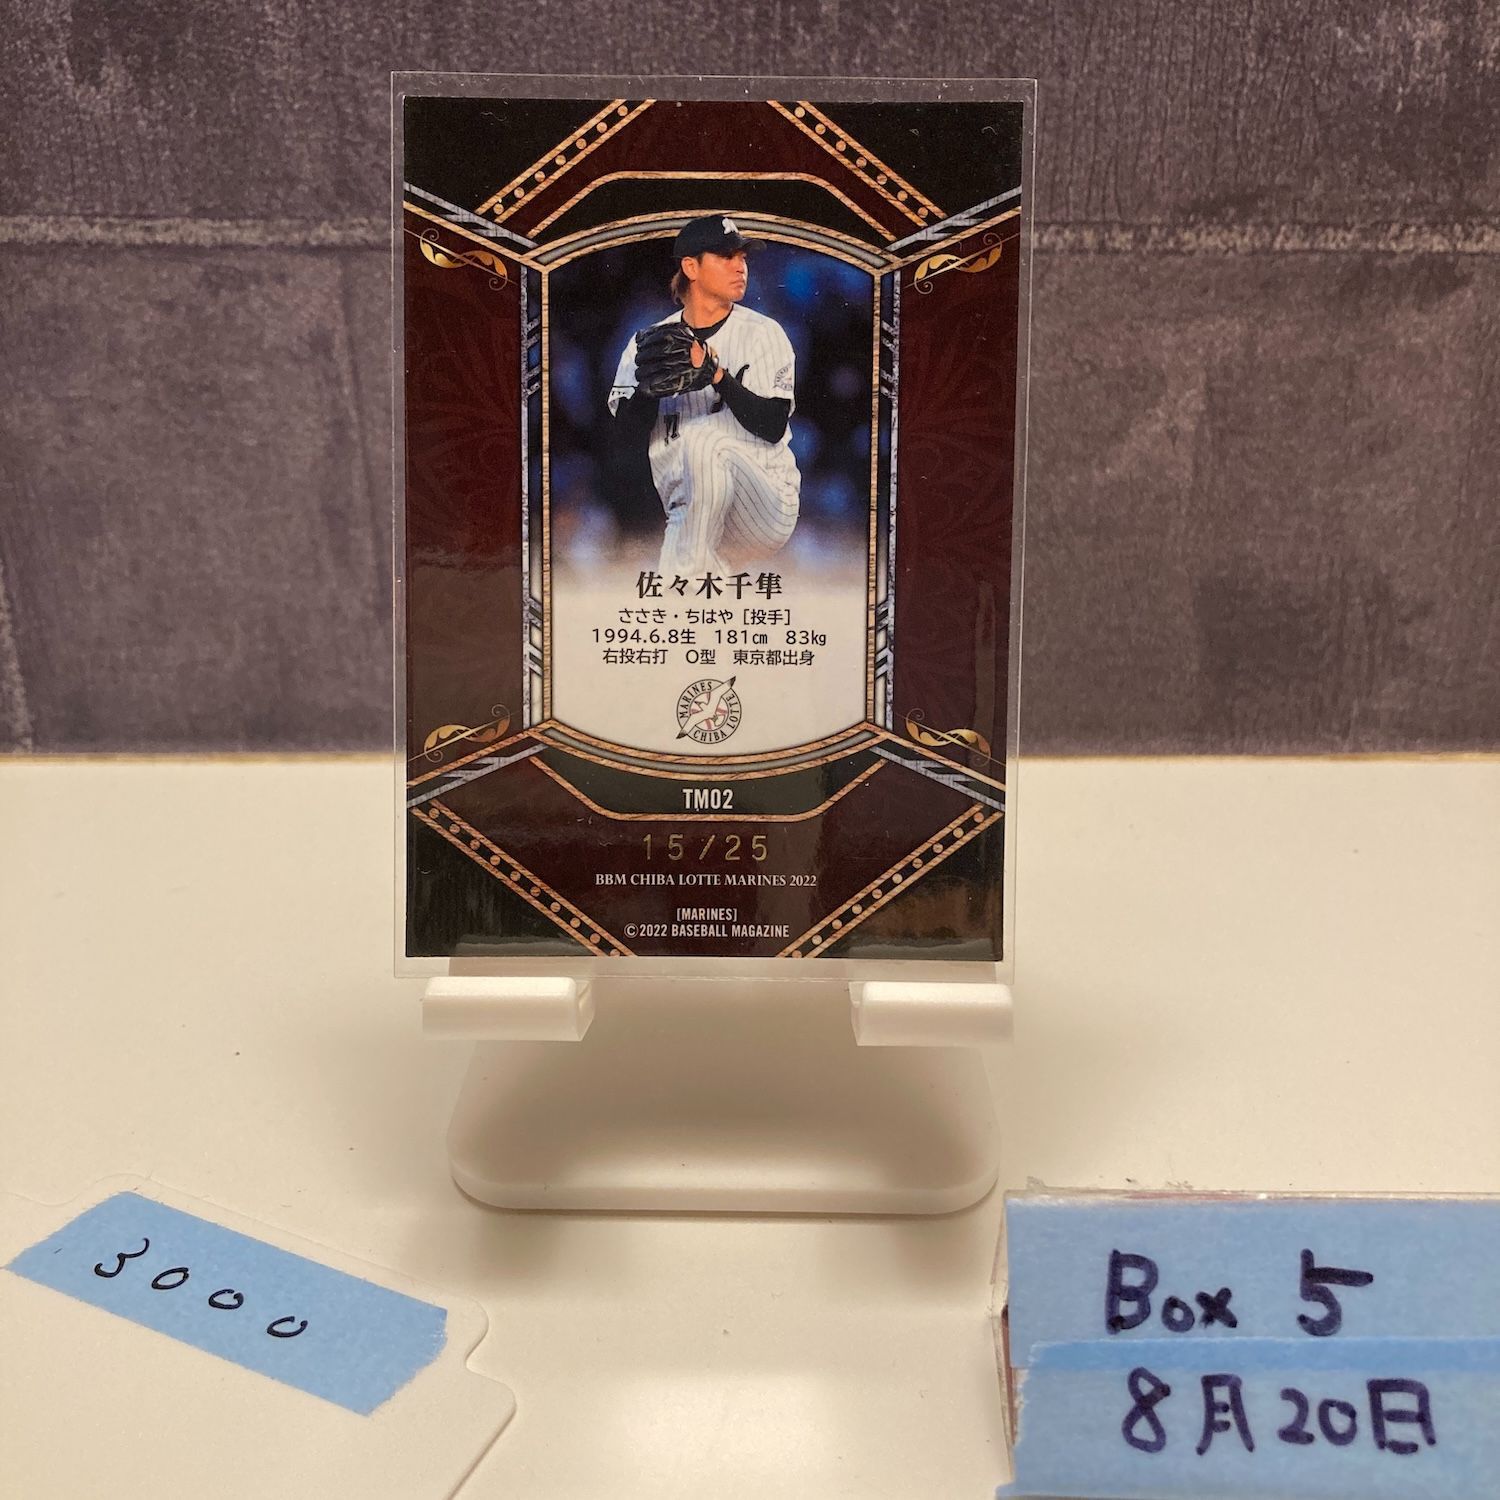 佐々木千隼
ささき・ちはや［投手］
1994.6.8生　181㎝　83㎏
右投右打　O型　東京都出身
MARINES
CHIBA LOTTE
TM02
15/25
BBM CHIBA LOTTE MARINES 2022
[MARINES]
©2022 BASEBALL MAGAZINE
3000
Box 5
8月20日